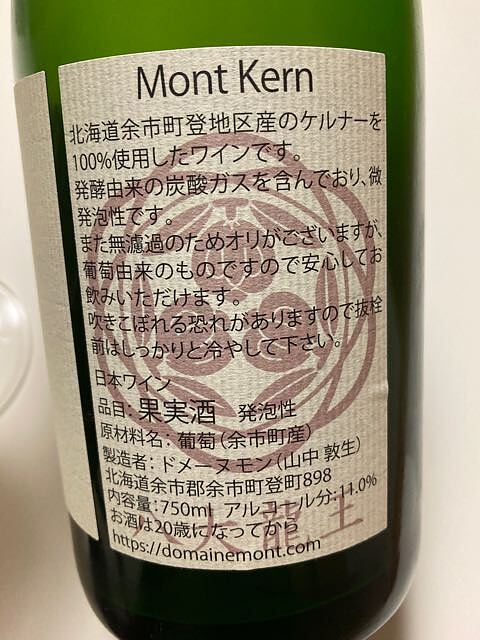 Mont Kern
北海道余市町登地区産のケルナーを
100%使用したワインです。
発酵由来の炭酸ガスを含んでおり、微
発泡性です。
また無濾過のためオリがございますが、
葡萄由来のものですので安心してお
飲みいただけます。
吹きこぼれる恐れがありますので抜栓
前はしっかりと冷やして下さい。
日本ワイン
品目:果実酒 発泡性
原材料名:葡萄(余市町産)
製造者:ドメーヌモン(山中 敦生)
北海道余市郡余市町登町898
内容量:750ml アルコール分:11.0%
お酒は20歳になってから
https://domainemont.com